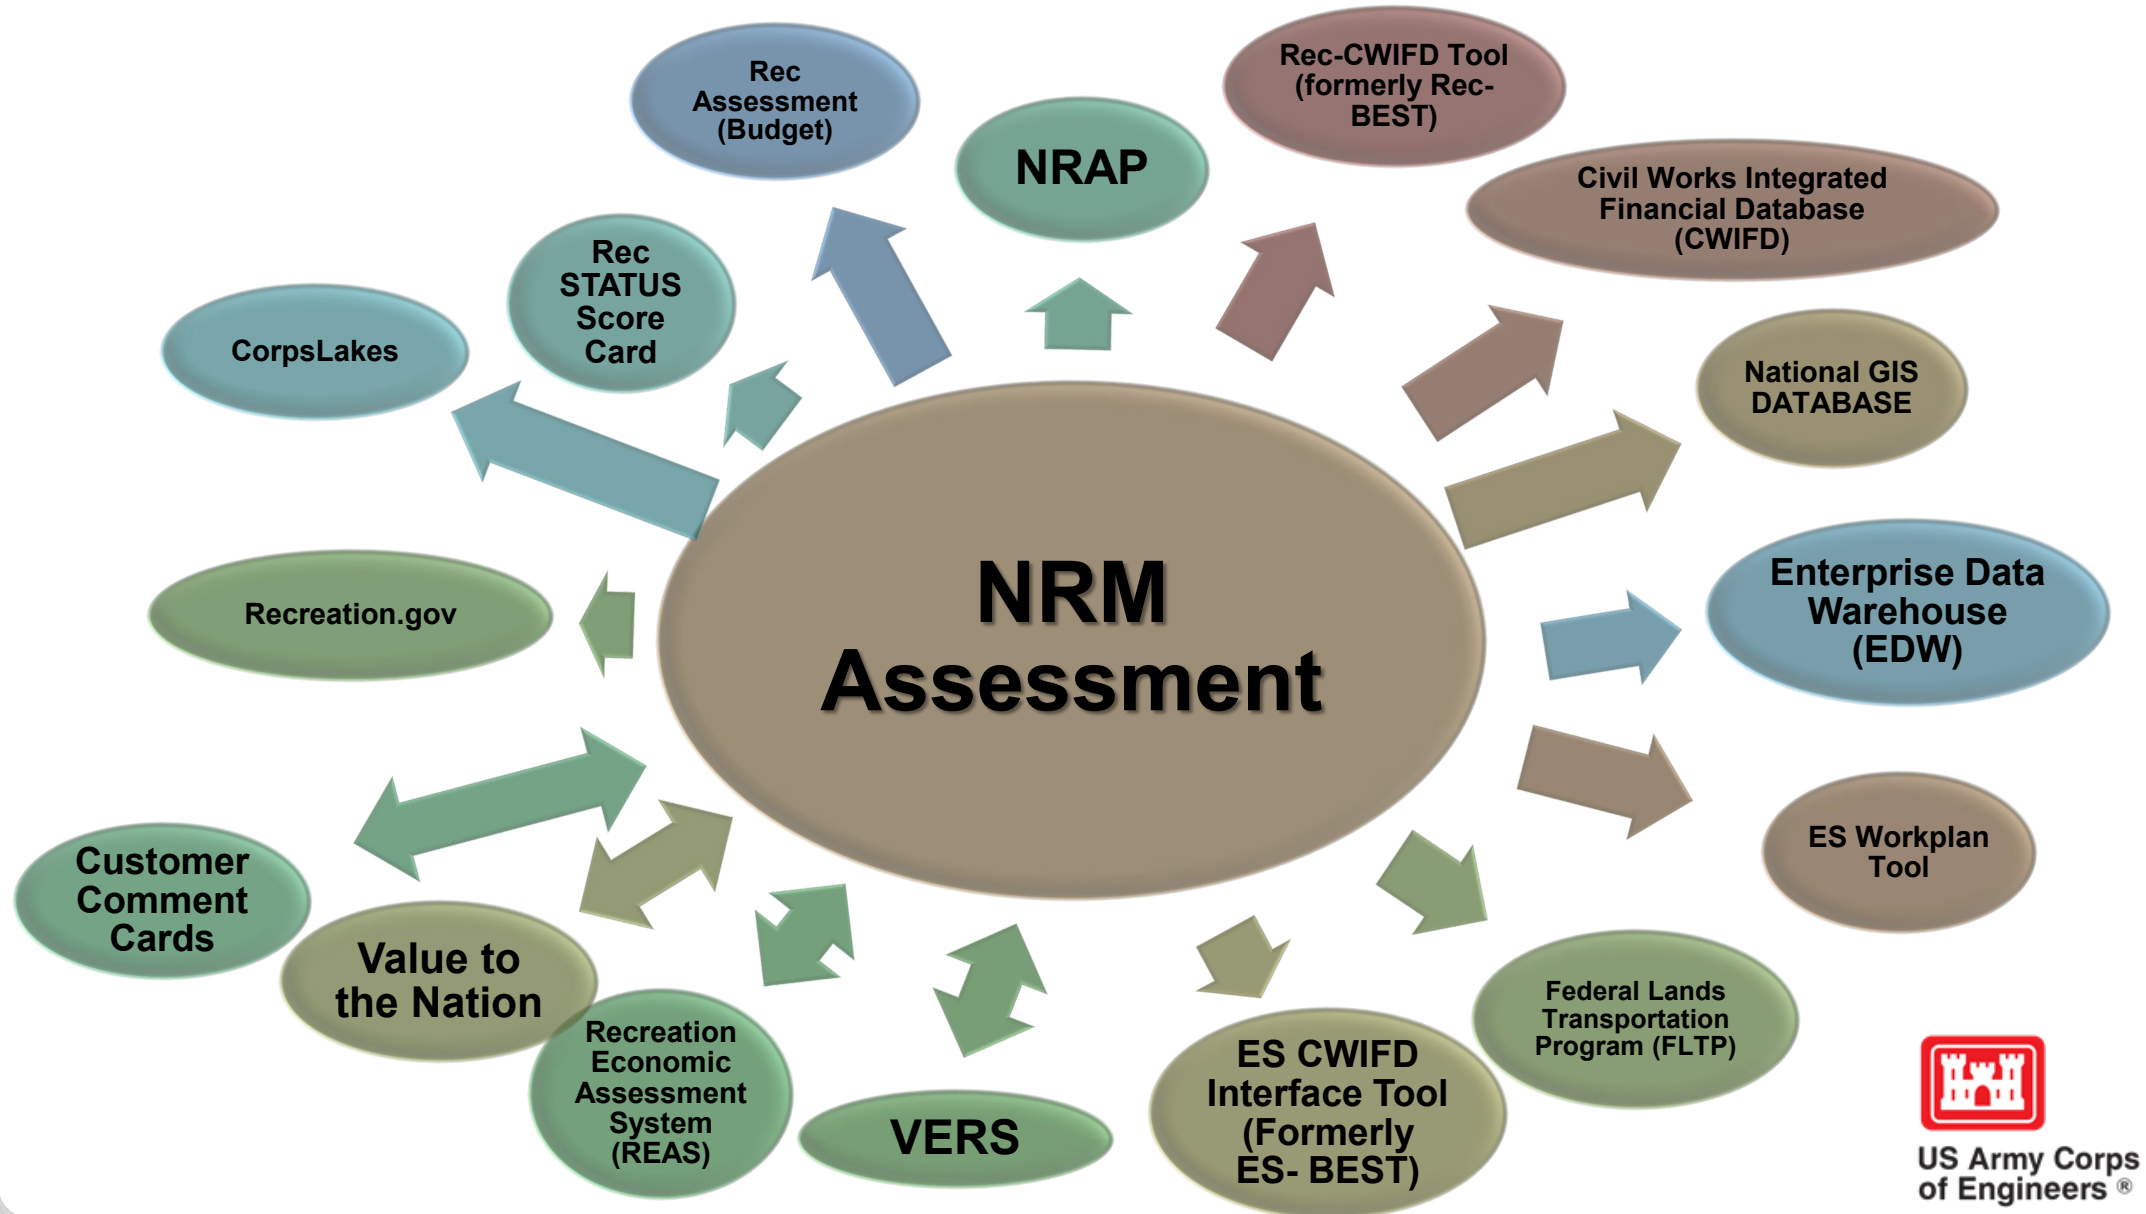 Rec
Assessment
(Budget)
NRAP
Rec-CWIFD Tool
(formerly Rec-
BEST)
Civil Works Integrated
Financial Database
(CWIFD)
Rec
STATUS
Score
Card
CorpsLakes
National GIS
DATABASE
Recreation.gov
NRM
Assessment
Enterprise Data
Warehouse
(EDW)
ES Workplan
Tool
Customer
Comment
Cards
Value to
the Nation
Recreation
Economic
Assessment
System
(REAS)
VERS
ES CWIFD
Interface Tool
(Formerly
ES- BEST)
Federal Lands
Transportation
Program (FLTP)
US Army Corps
of Engineers ®